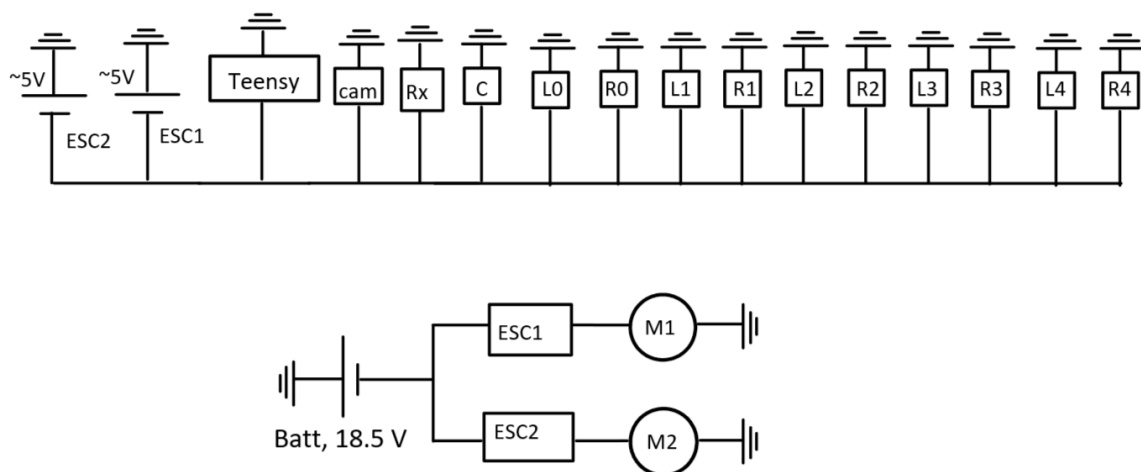 ~5V
ESC2
~5V
ESC1
Teensy
cam
Rx
C
L0
R0
L1
R1
L2
R2
L3
R3
L4
R4
Batt, 18.5 V
ESC1
M1
ESC2
M2